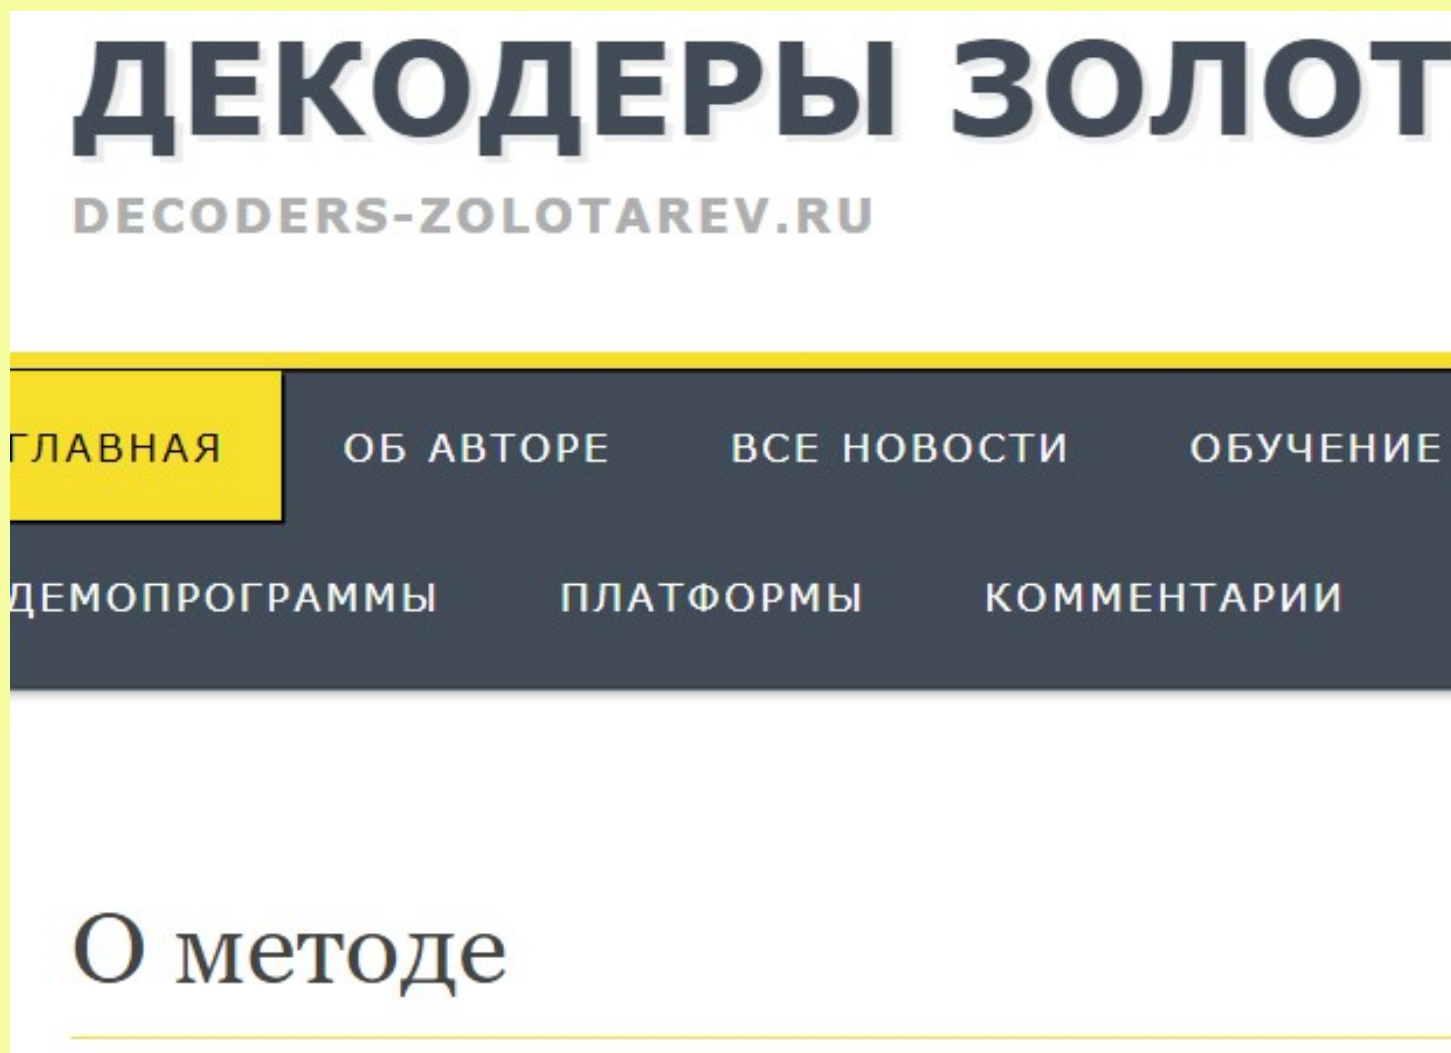 ДЕКОДЕРЫ ЗОЛОТ
DECODERS-ZOLOTAREV.RU
ГЛАВНАЯ ОБ АВТОРЕ ВСЕ НОВОСТИ ОБУЧЕНИЕ
ДЕМОПРОГРАММЫ ПЛАТФОРМЫ КОММЕНТАРИИ
О методе